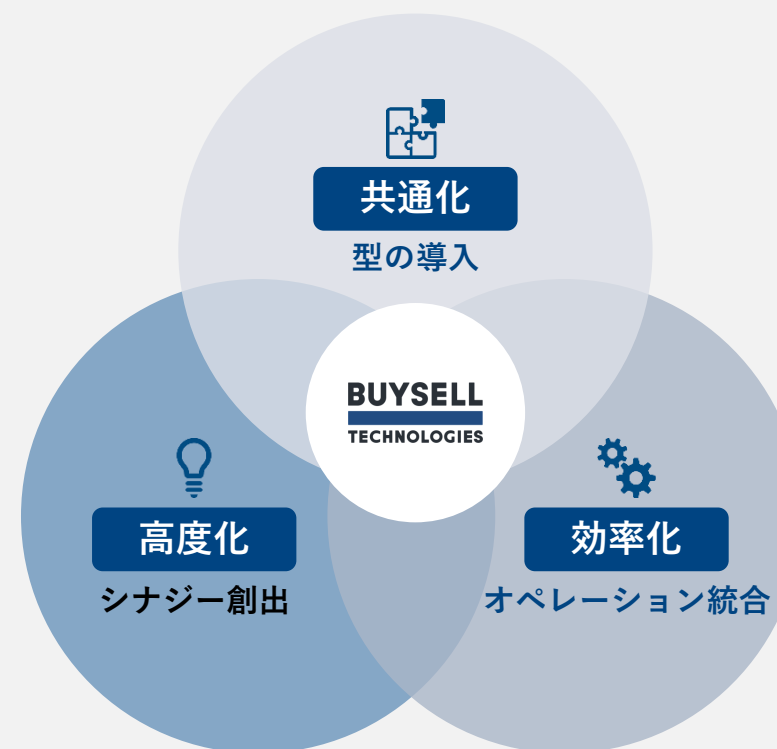 共通化
型の導入
BUYSELL
TECHNOLOGIES
高度化
シナジー創出
効率化
オペレーション統合